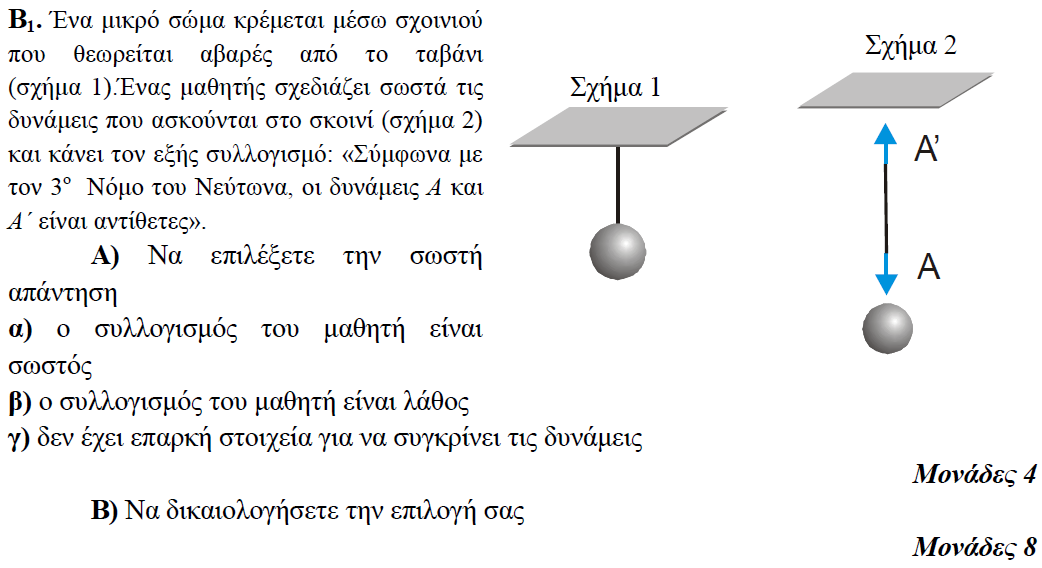 Β₁. Ένα μικρό σώμα κρέμεται μέσω σχοινιού
που θεωρείται αβαρές από το ταβάνι
(σχήμα 1).Ένας μαθητής σχεδιάζει σωστά τις
δυνάμεις που ασκούνται στο σκοινί (σχήμα 2)
και κάνει τον εξής συλλογισμό: «Σύμφωνα με
τον 3º Νόμο του Νεύτωνα, οι δυνάμεις Α και
Α΄ είναι αντίθετες».
Α) Να επιλέξετε την σωστή
απάντηση
α) ο συλλογισμός του μαθητή είναι
σωστός
β) ο συλλογισμός του μαθητή είναι λάθος
γ) δεν έχει επαρκή στοιχεία για να συγκρίνει τις δυνάμεις
Μονάδες 4
Β) Να δικαιολογήσετε την επιλογή σας
Μονάδες 8
Σχήμα 1
Σχήμα 2
Α’
Α